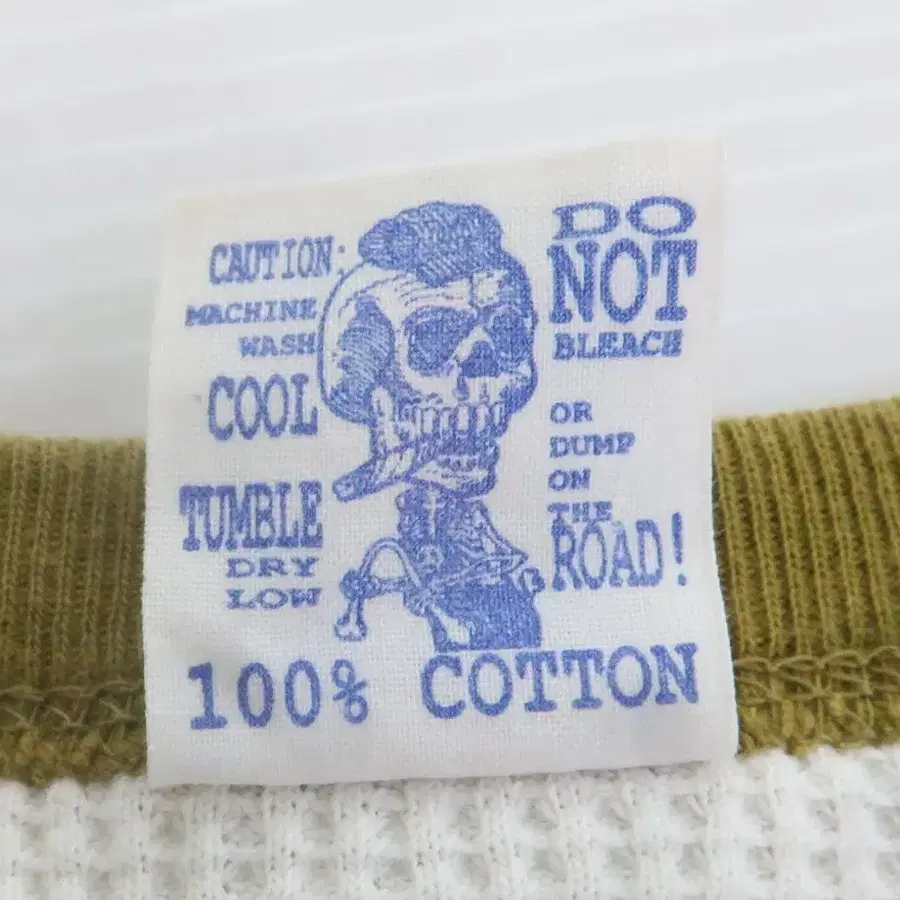 CAUTION:
MACHINE
WASH
COOL
TUMBLE
DRY
LOW
DO
NOT
BLEACH
OR
DUMP
ON
THE
ROAD!
100% COTTON